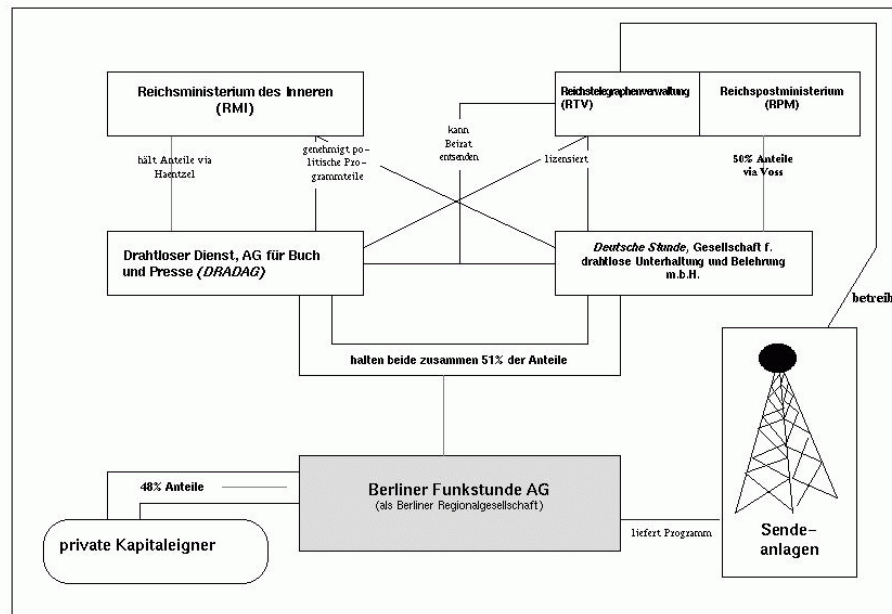 Reichsministerium des Inneren
(RMI)
Reichstelegraphenverwaltung
(RTV)
Reichspostministerium
(RPM)
hält Anteile via
Haentzel
genehmigt po-
litische Pro-
grammteile
kann
Beirat
entsenden
lizensiert
50% Anteile
via Voss
Drahtloser Dienst, AG für Buch
und Presse (DRADAG)
Deutsche Stunde, Gesellschaft f.
drahtlose Unterhaltung und Belehrung
m.b.H.
betreib
halten beide zusammen 51% der Anteile
48% Anteile
Berliner Funkstunde AG
(als Berliner Regionalgesellschaft)
private Kapitaleigner
liefert Programm
Sende-
anlagen